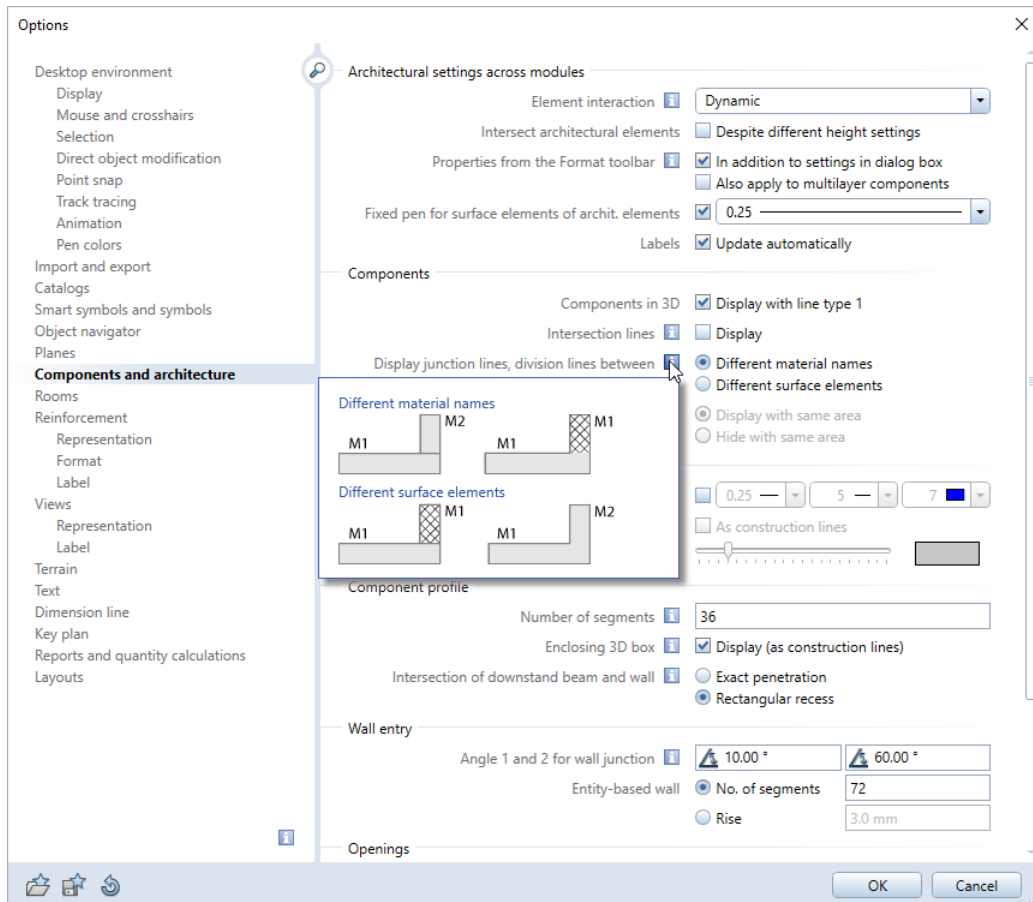 Options
Desktop environment
Display
Mouse and crosshairs
Selection
Direct object modification
Point snap
Track tracing
Animation
Pen colors
Import and export
Catalogs
Smart symbols and symbols
Object navigator
Planes
Components and architecture
Rooms
Reinforcement
Representation
Format
Label
Views
Representation
Label
Terrain
Text
Dimension line
Key plan
Reports and quantity calculations
Layouts
Architectural settings across modules
Element interaction Dynamic
Intersect architectural elements Despite different height settings
Properties from the Format toolbar In addition to settings in dialog box
Also apply to multilayer components
Fixed pen for surface elements of archit. elements 0.25
Labels Update automatically
Components
Components in 3D Display with line type 1
Intersection lines Display
Display junction lines, division lines between Different material names
Different surface elements
Display with same area
Hide with same area
Different material names
M1 M2 M1 M1
Different surface elements
M1 M1 M1 M2
0.25 5 7
As construction lines
Component profile
Number of segments 36
Enclosing 3D box Display (as construction lines)
Intersection of downstand beam and wall Exact penetration
Rectangular recess
Wall entry
Angle 1 and 2 for wall junction 10.00 ° 60.00 °
Entity-based wall No. of segments 72
Rise 3.0 mm
Openings
OK Cancel